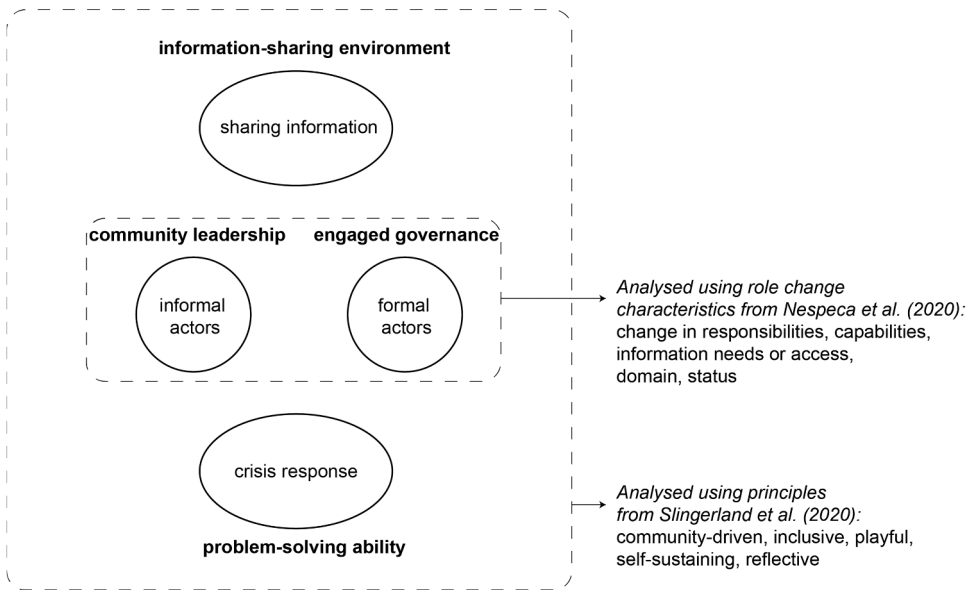 information-sharing environment
sharing information
community leadership
engaged governance
informal
actors
formal
actors
Analysed using role change
characteristics from Nespeca et al. (2020):
change in responsibilities, capabilities,
information needs or access,
domain, status
crisis response
problem-solving ability
Analysed using principles
from Slingerland et al. (2020):
community-driven, inclusive, playful,
self-sustaining, reflective